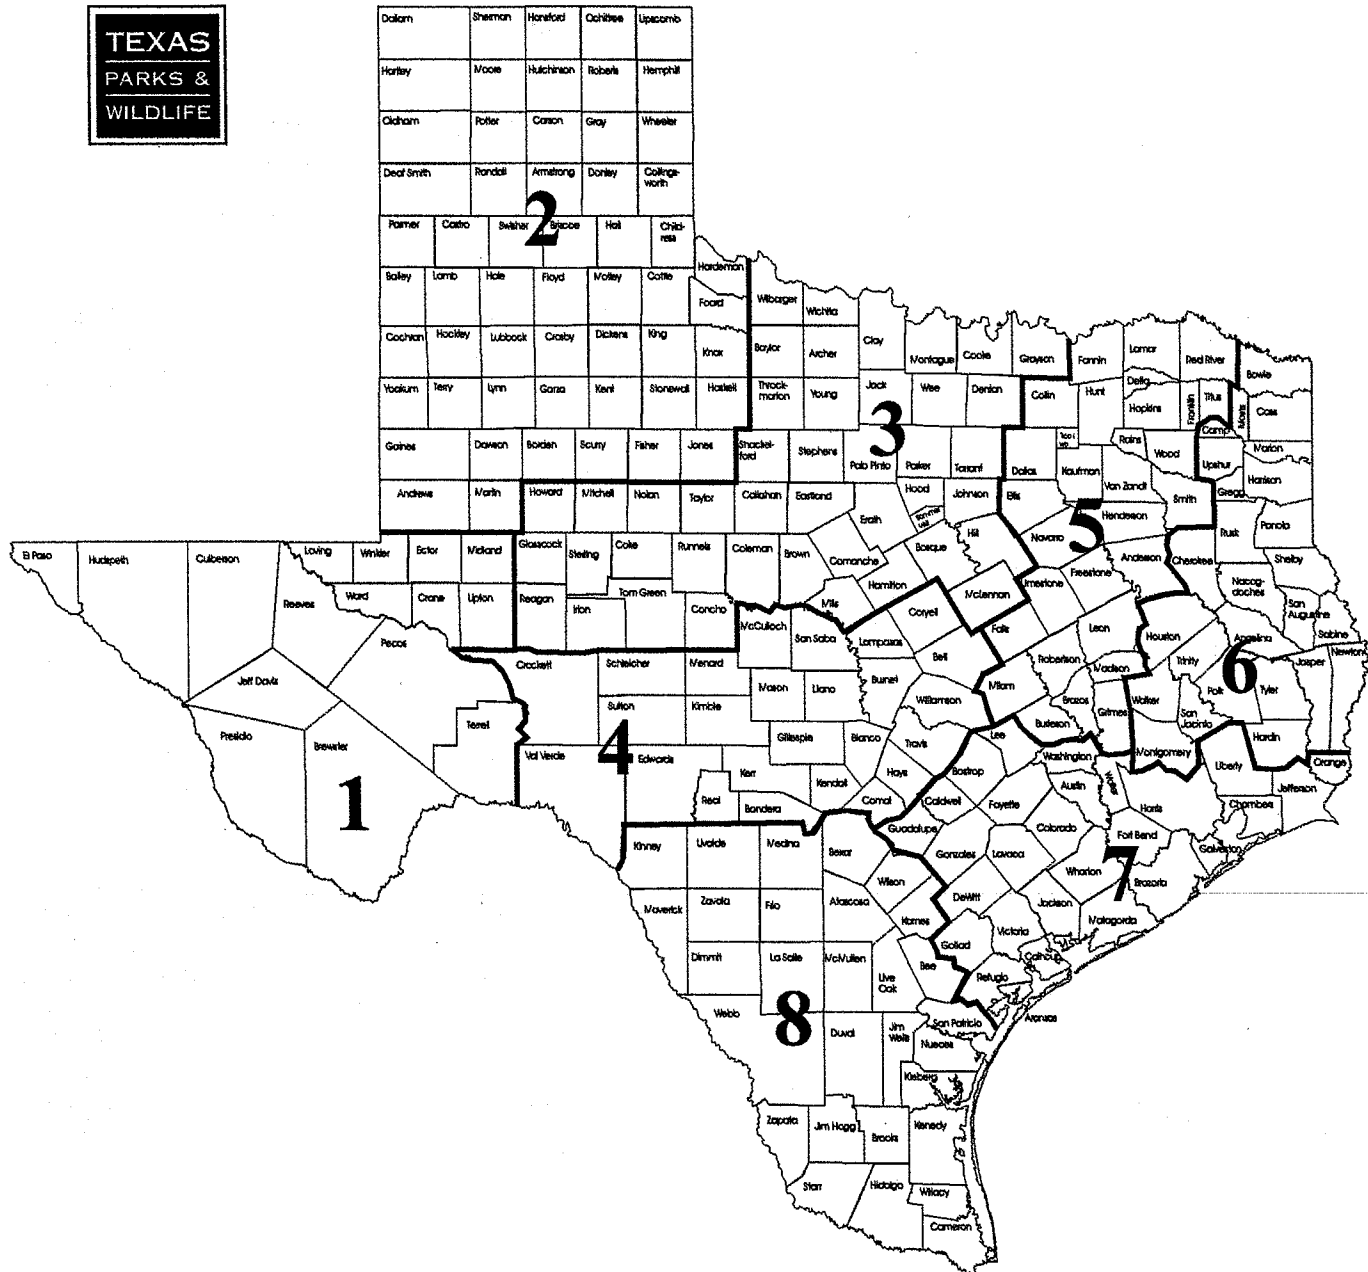 TEXAS
PARKS &
WILDLIFE
Dallam Sherman Hansford Ochiltree Lipscomb
Hartley Moore Hutchinson Roberts Hemphill
Oldham Potter Carson Gray Wheeler
Deaf Smith Randall Armstrong Donley Collings-
worth
2
Parmer Castro Swisher Briscoe Hall Child-
ress
Hardeman
Bailey Lamb Hale Floyd Motley Cottle
Foard Wilbarger Wichita
Cochran Hockley Lubbock Crosby Dickens King
Knox Baylor Archer Clay Montague Cooke Grayson Fannin Lamar Red River Bowie
Yoakum Terry Lynn Garza Kent Stonewall Haskell Throck-
morton Young Jack Wise Denton Collin Hunt Delta Hopkins Franklin Titus Morris Cass
3
Camp
Gaines Dawson Borden Scurry Fisher Jones Shackel-
ford Stephens Palo Pinto Parker Tarrant Dallas Kaufman Rains Wood Upshur Marion
Van Zandt Harrison
Gregg
Andrews Martin Howard Mitchell Nolan Taylor Callahan Eastland Hood Johnson Ellis Smith
5
Henderson
Erath Hill Navarro Rusk Panola
El Paso Hudspeth Culberson Loving Winkler Ector Midland Glasscock Sterling Coke Runnels Coleman Brown Comanche Bosque Anderson Cherokee Shelby
Hamilton Limestone Freestone Nacog-
doches
Reeves Ward Crane Upton Reagan Irion Tom Green Concho McLennan San
Augustine
Pecos McCulloch San Saba Lampasas Coryell Falls Leon Houston Angelina Sabine
Newton
Crockett Schleicher Menard Bell Robertson Madison Trinity 6 Jasper
Jeff Davis Mason Llano Burnet Milam Brazos Walker Polk Tyler
Terrell Sutton Kimble Williamson Burleson Grimes San
Jacinto
Presidio Brewster 4 Gillespie Blanco Travis Lee Washington Montgomery Hardin
Val Verde Edwards Kerr Kendall Hays Bastrop Austin Waller Liberty Orange
1
Real Bandera Comal Caldwell Fayette Harris Chambers Jefferson
Guadalupe Colorado Fort Bend
Kinney Uvalde Medina Bexar Gonzales Lavaca 7 Galveston
Wilson Wharton Brazoria
Maverick Zavala Frio Atascosa Karnes DeWitt Jackson Matagorda
Dimmit La Salle McMullen Live
Oak Bee Goliad Victoria Calhoun
Refugio
Webb 8 Duval Jim
Wells San Patricio Aransas
Nueces
Kleberg
Zapata Jim Hogg Brooks Kenedy
Starr Hidalgo Willacy
Cameron